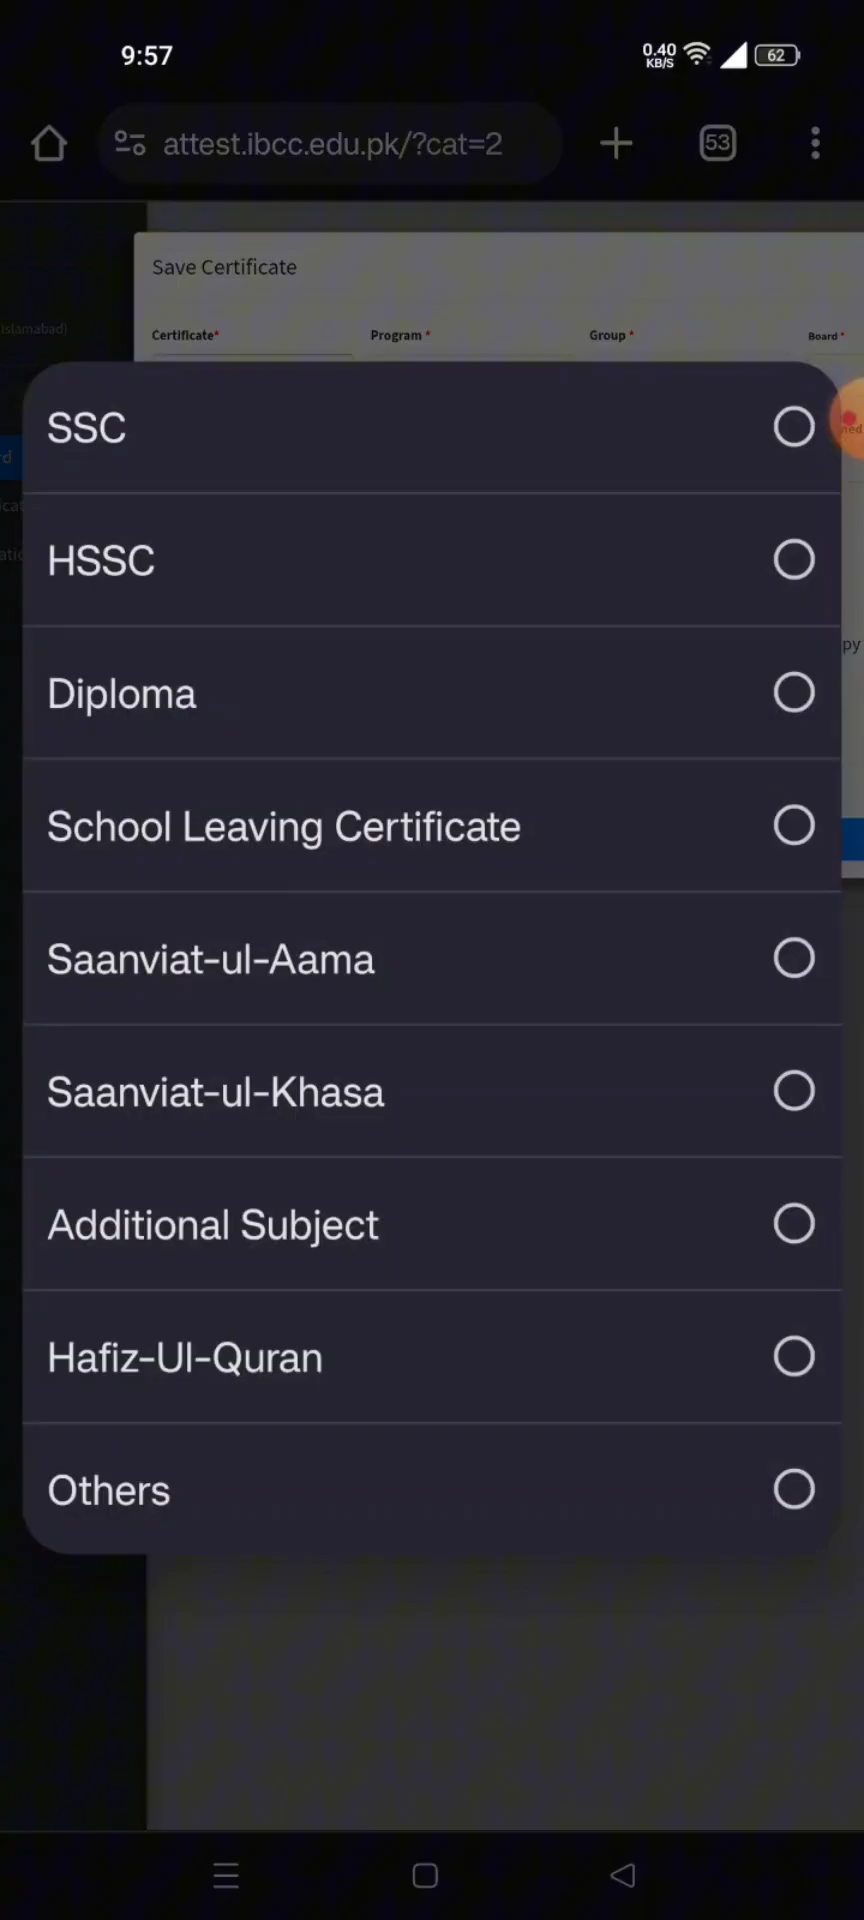 9:57
0.40
KB/S
62
attest.ibcc.edu.pk/?cat=2
53
Save Certificate
Islamabad)
Certificate*
Program *
Group *
Board *
SSC
HSSC
Diploma
School Leaving Certificate
Saanviat-ul-Aama
Saanviat-ul-Khasa
Additional Subject
Hafiz-Ul-Quran
Others